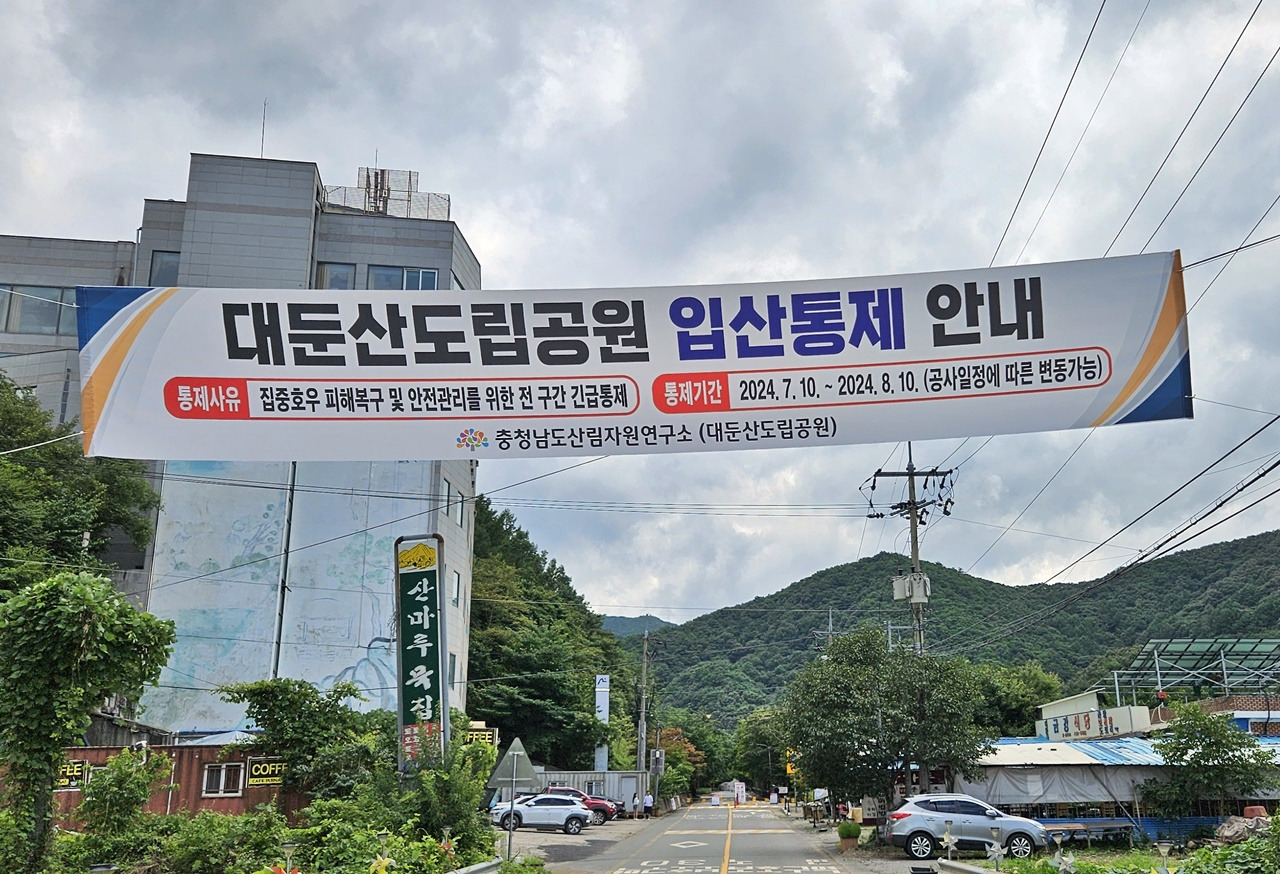 대둔산도립공원 입산통제 안내
통제사유 집중호우 피해복구 및 안전관리를 위한 전 구간 긴급통제
통제기간 2024. 7. 10. ~ 2024. 8. 10. (공사일정에 따른 변동가능)
충청남도산림자원연구소 (대둔산도립공원)
산마루옥집
COFFEE